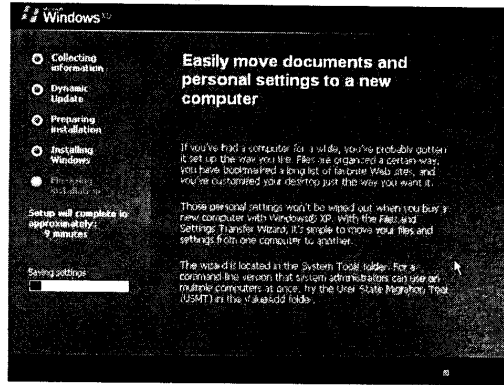 Windows XP
Collecting
information
Dynamic
Update
Preparing
installation
Installing
Windows
Finalizing
installation
Setup will complete in
approximately:
9 minutes
Saving settings
Easily move documents and
personal settings to a new
computer
If you've had a computer for a while, you've probably gotten
it set up the way you like. Files are organized a certain way,
you have bookmarked a long list of favorite Web sites, and
you've customized your desktop just the way you want it.
Those personal settings won't be wiped out when you buy a
new computer with Windows® XP. With the Files and
Settings Transfer Wizard, it's simple to move your files and
settings from one computer to another.
The wizard is located in the System Tools folder. For a
command line version that system administrators can use on
multiple computers at once, try the User State Migration Tool
(USMT) in the ValueAdd folder.